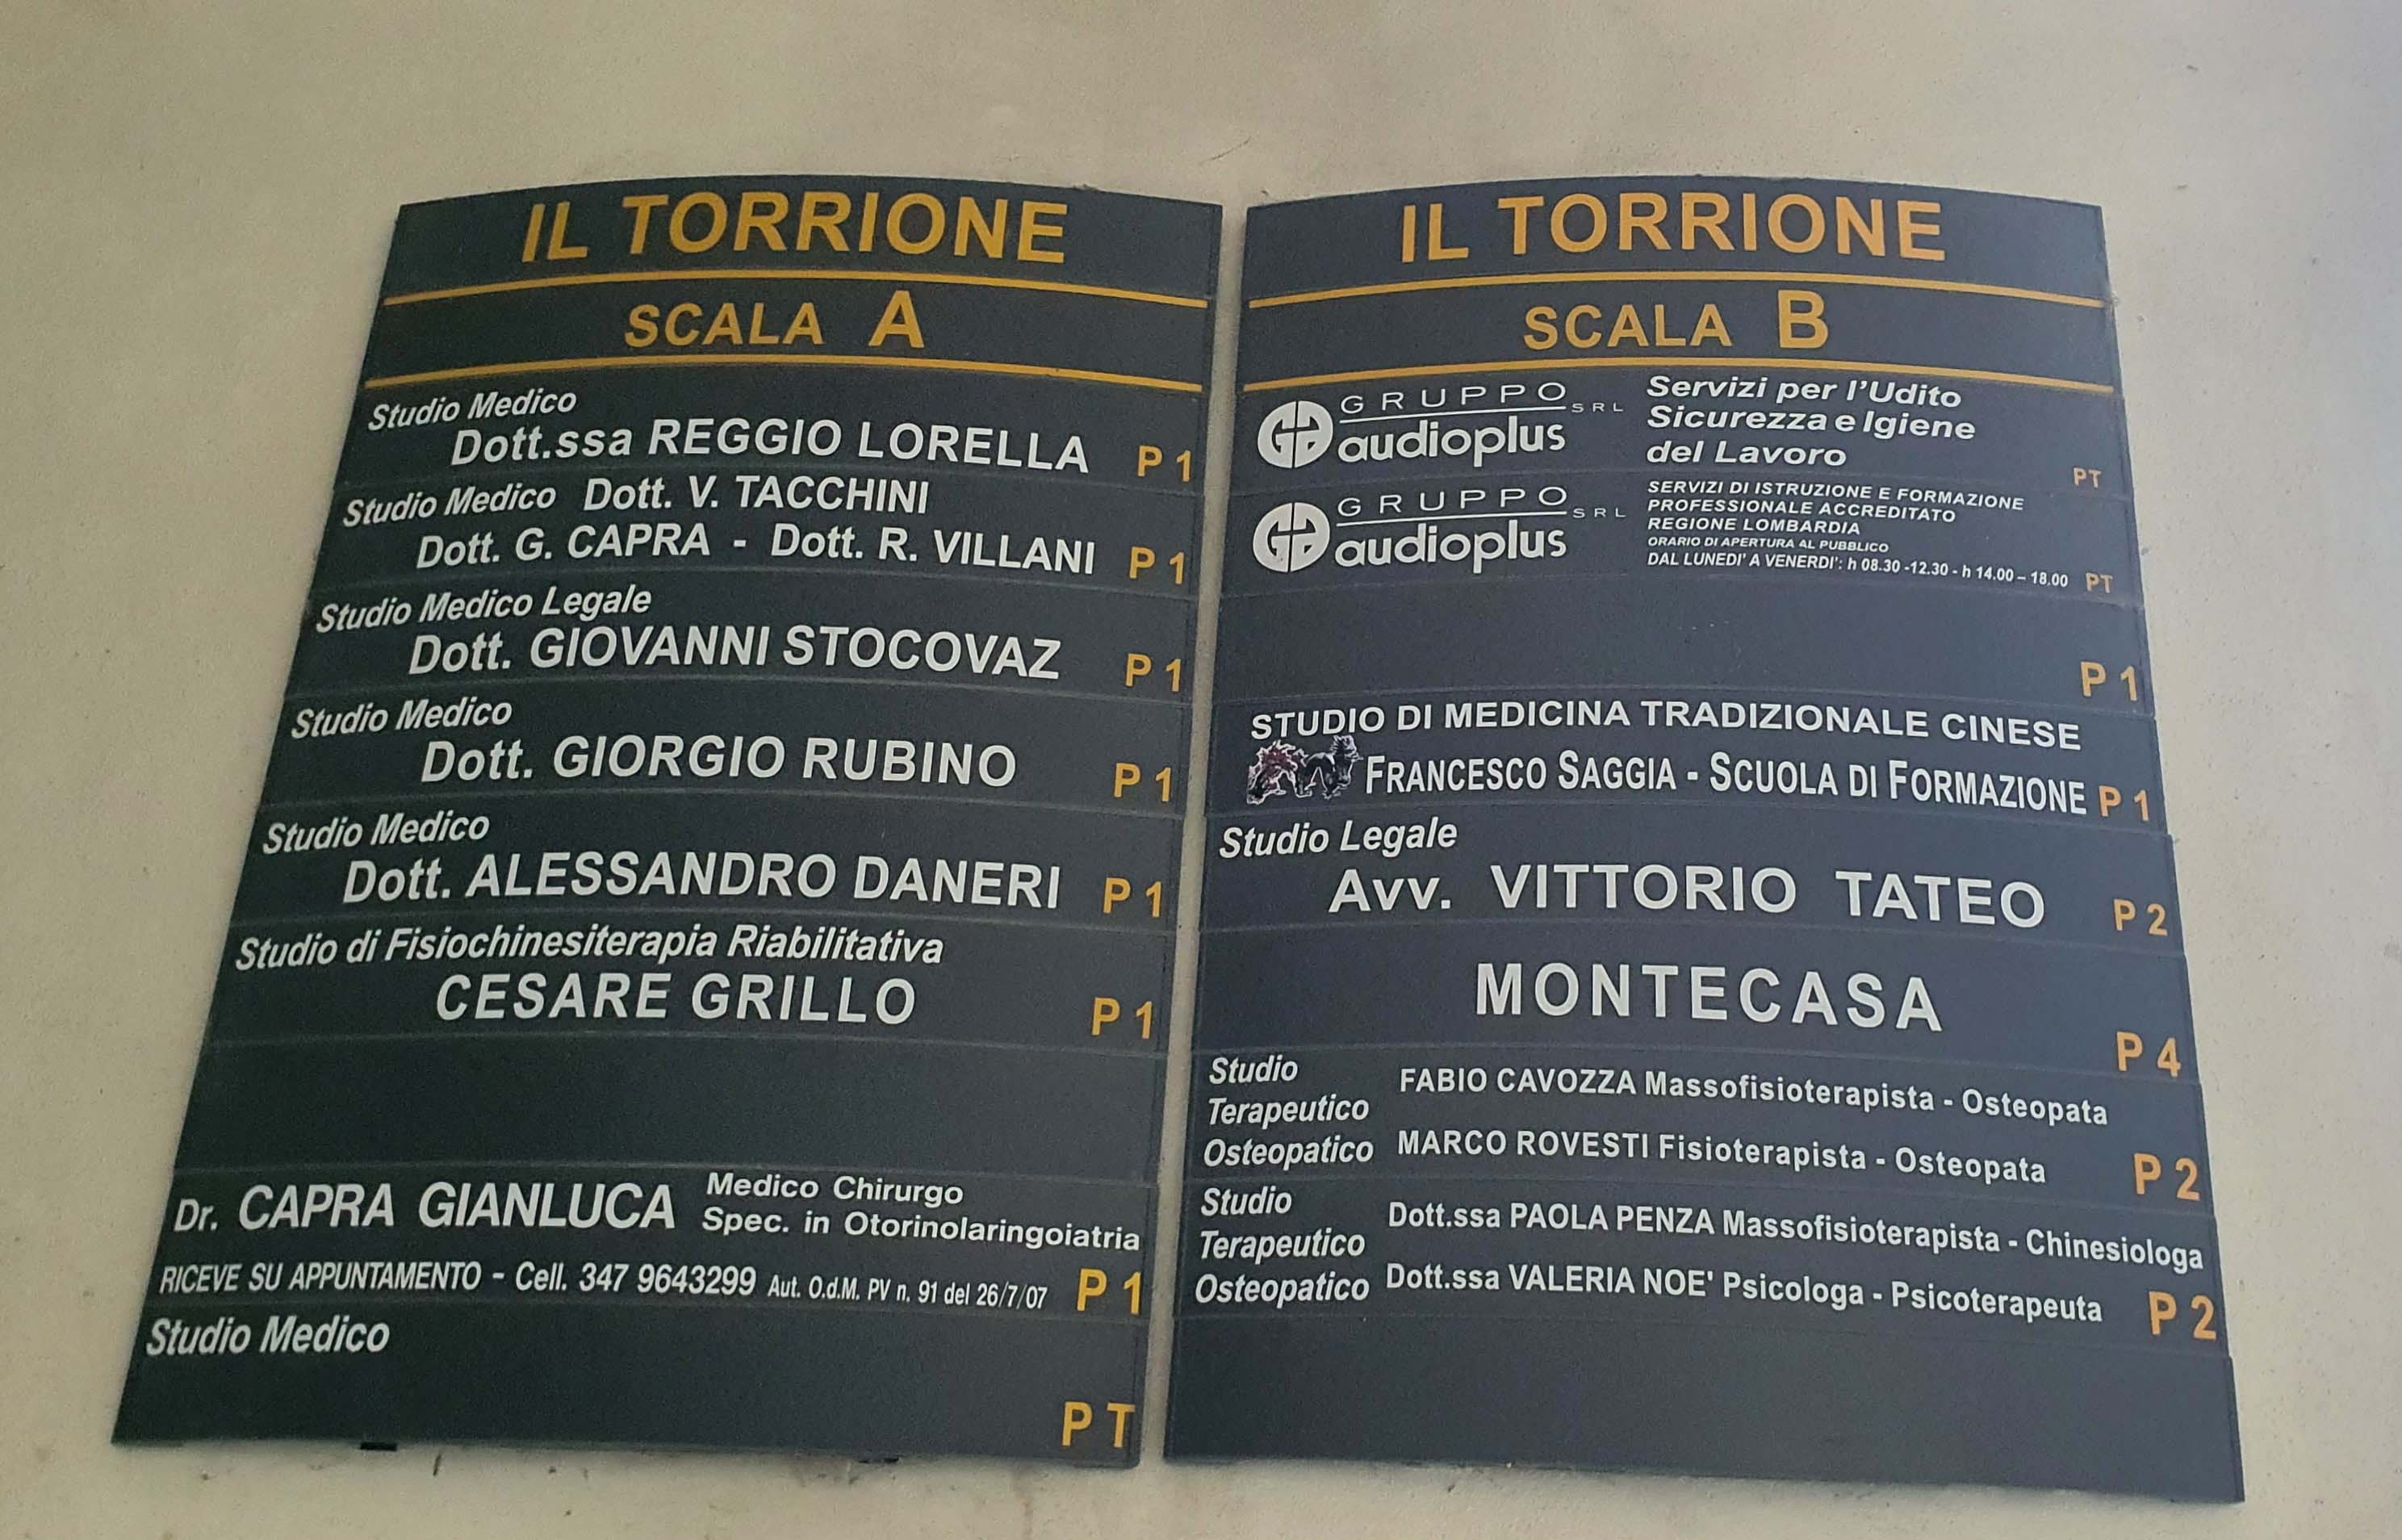 IL TORRIONE
SCALA A
Studio Medico
Dott.ssa REGGIO LORELLA P 1
Studio Medico Dott. V. TACCHINI
Dott. G. CAPRA - Dott. R. VILLANI P 1
Studio Medico Legale
Dott. GIOVANNI STOCOVAZ P 1
Studio Medico
Dott. GIORGIO RUBINO P 1
Studio Medico
Dott. ALESSANDRO DANERI P 1
Studio di Fisiochinesiterapia Riabilitativa
CESARE GRILLO P 1
Dr. CAPRA GIANLUCA Medico Chirurgo
Spec. in Otorinolaringoiatria
RICEVE SU APPUNTAMENTO - Cell. 347 9643299 Aut. O.d.M. PV n. 91 del 26/7/07 P 1
Studio Medico
P T
IL TORRIONE
SCALA B
GRUPPO SRL
audioplus
Servizi per l'Udito
Sicurezza e Igiene
del Lavoro
PT
GRUPPO SRL
audioplus
SERVIZI DI ISTRUZIONE E FORMAZIONE
PROFESSIONALE ACCREDITATO
REGIONE LOMBARDIA
ORARIO DI APERTURA AL PUBBLICO
DAL LUNEDI' A VENERDI': h 08.30 -12.30 - h 14.00 – 18.00 PT
P 1
STUDIO DI MEDICINA TRADIZIONALE CINESE
FRANCESCO SAGGIA - SCUOLA DI FORMAZIONE P 1
Studio Legale
Avv. VITTORIO TATEO P 2
MONTECASA
P 4
Studio
Terapeutico
Osteopatico
FABIO CAVOZZA Massofisioterapista - Osteopata
MARCO ROVESTI Fisioterapista - Osteopata P 2
Studio
Terapeutico
Osteopatico
Dott.ssa PAOLA PENZA Massofisioterapista - Chinesiologa
Dott.ssa VALERIA NOE' Psicologa - Psicoterapeuta P 2